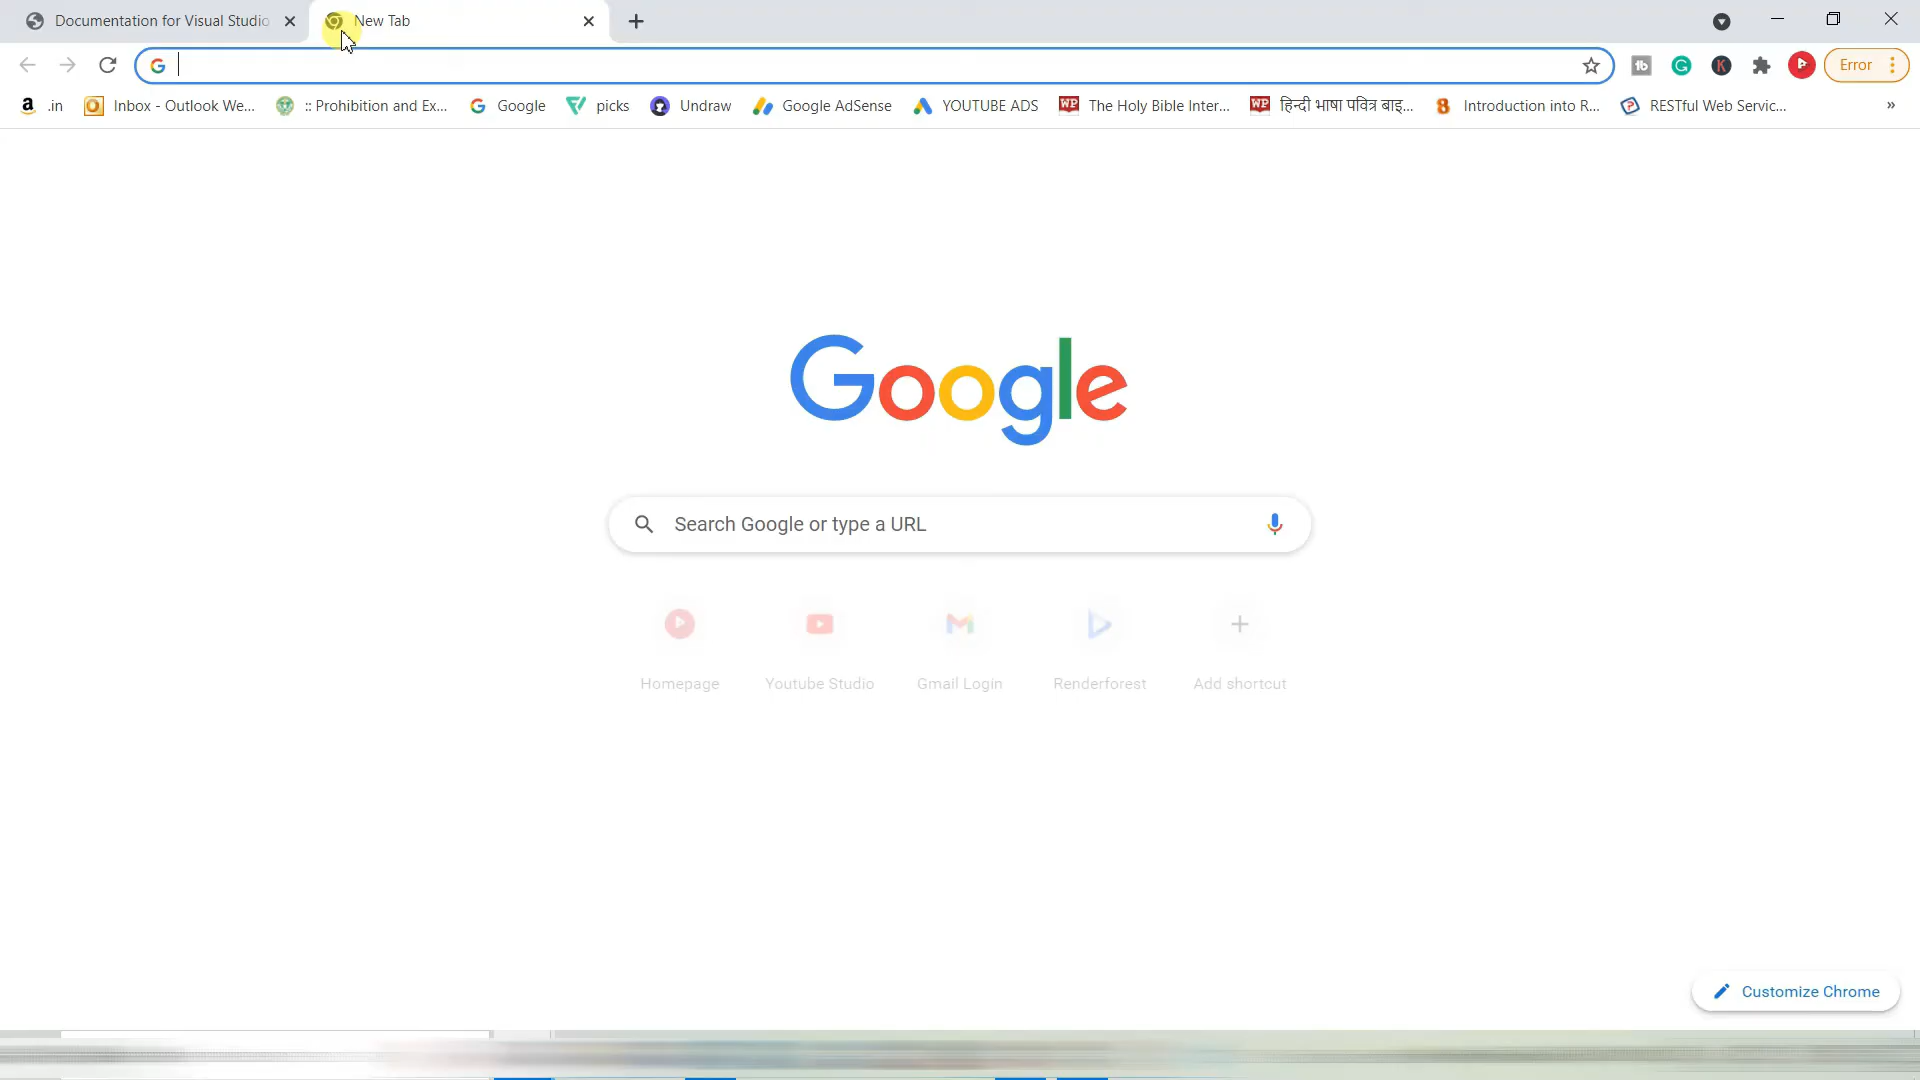 Documentation for Visual Studio
New Tab
Error
.in
Inbox - Outlook We...
:: Prohibition and Ex...
Google
picks
Undraw
Google AdSense
YOUTUBE ADS
The Holy Bible Inter...
हिन्दी भाषा पवित्र बाइ...
Introduction into R...
RESTful Web Servic...
Google
Search Google or type a URL
Homepage
Youtube Studio
Gmail Login
Renderforest
Add shortcut
Customize Chrome